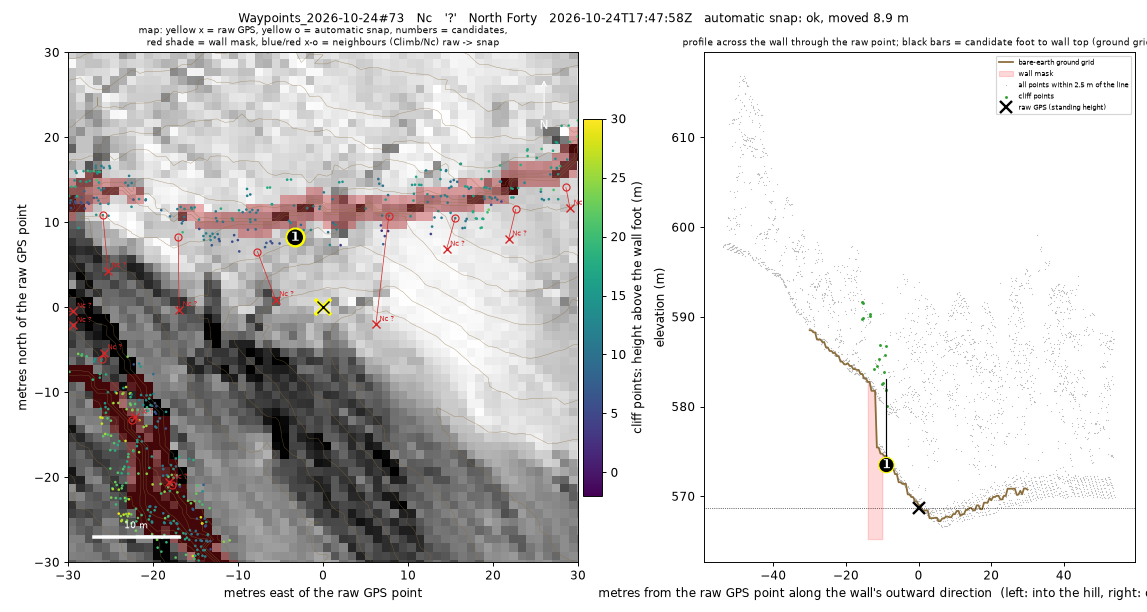 Waypoints_2026-10-24#73   Nc   '?'   North Forty   2026-10-24T17:47:58Z   automatic snap: ok, moved 8.9 m
map: yellow x = raw GPS, yellow o = automatic snap, numbers = candidates,
red shade = wall mask, blue/red x-o = neighbours (Climb/Nc) raw -> snap
profile across the wall through the raw point; black bars = candidate foot to wall top (ground gri
30
20
10
0
−10
−20
−30
−30
−20
−10
0
10
20
30
metres north of the raw GPS point
metres east of the raw GPS point
N
Nc ?
Nc ?
Nc ?
Nc ?
Nc ?
Nc ?
Nc ?
Nc ?
Nc ?
Nc
1
10 m
30
25
20
15
10
5
0
cliff points: height above the wall foot (m)
elevation (m)
610
600
590
580
570
−40
−20
0
20
40
bare-earth ground grid
wall mask
all points within 2.5 m of the line
cliff points
raw GPS (standing height)
1
metres from the raw GPS point along the wall's outward direction  (left: into the hill, right: